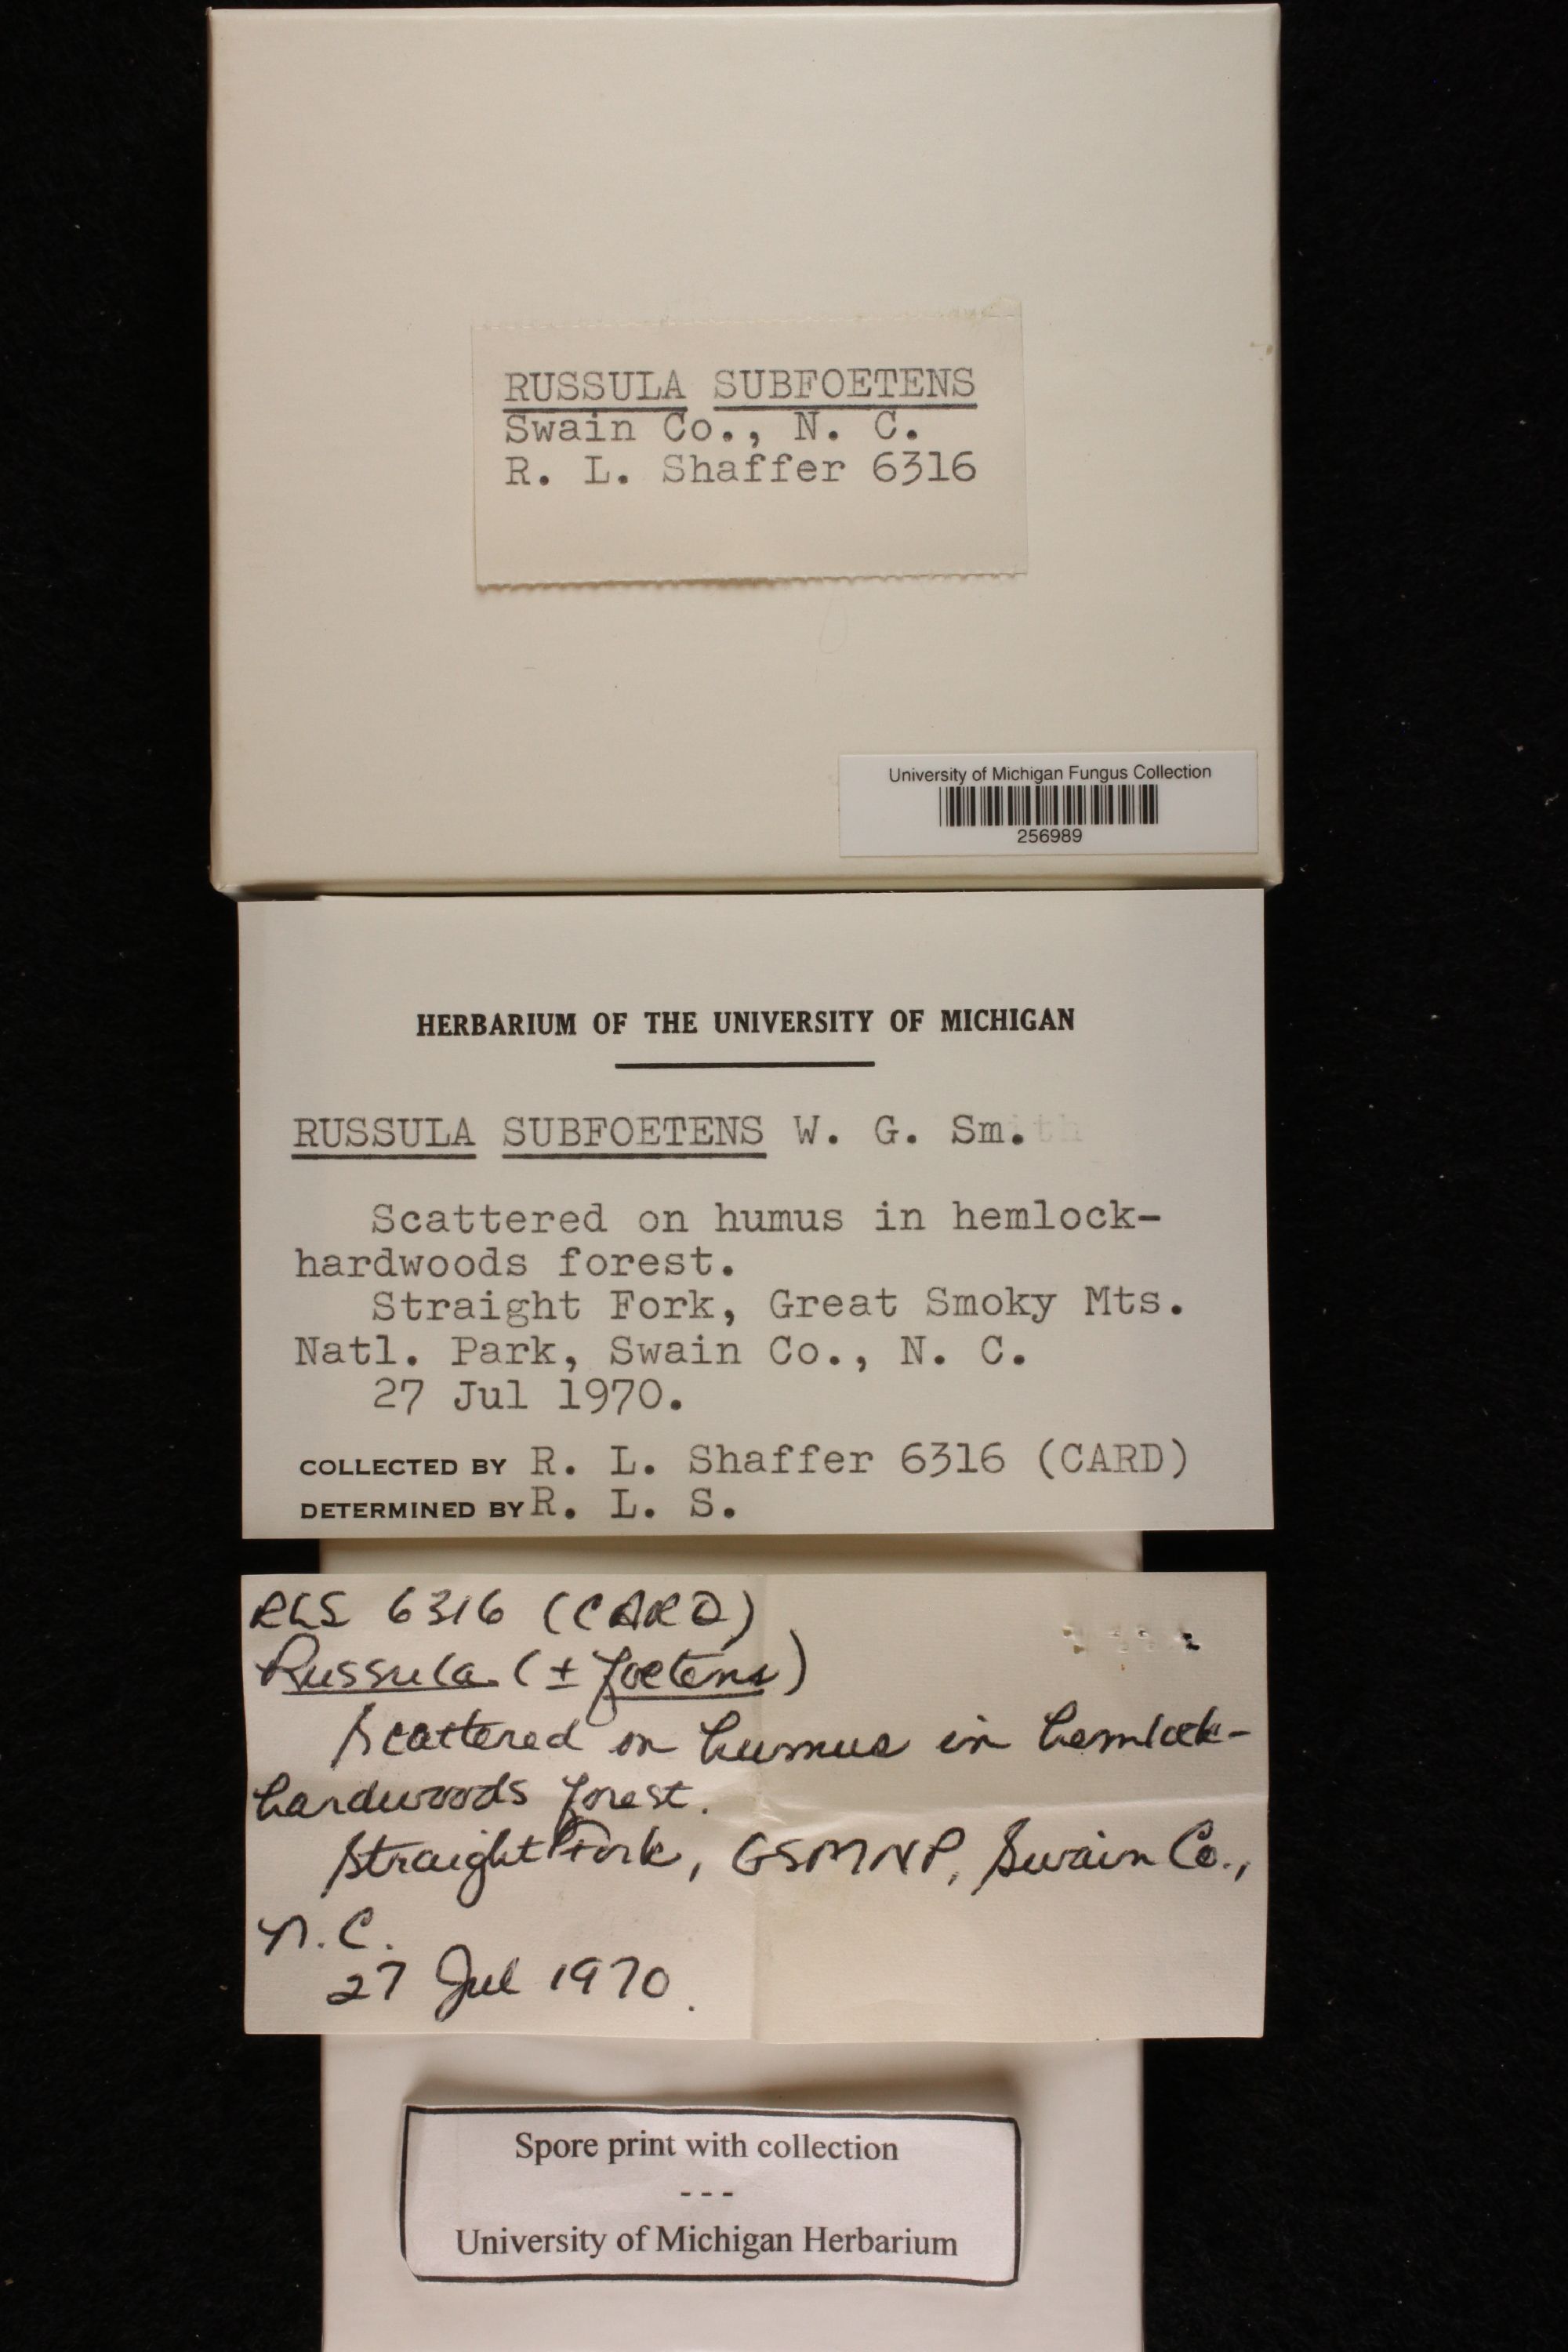 RUSSULA SUBFOETENS
Swain Co., N. C.
R. L. Shaffer 6316
University of Michigan Fungus Collection
256989
HERBARIUM OF THE UNIVERSITY OF MICHIGAN
RUSSULA SUBFOETENS W. G. Sm.
Scattered on humus in hemlock-
hardwoods forest.
Straight Fork, Great Smoky Mts.
Natl. Park, Swain Co., N. C.
27 Jul 1970.
COLLECTED BY R. L. Shaffer 6316 (CARD)
DETERMINED BY R. L. S.
RLS 6316 (CARD)
Russula (± foetens)
Scattered on humus in hemlock-
hardwoods forest.
Straight Fork, GSMNP, Swain Co.,
N.C.
27 Jul 1970.
Spore print with collection
---
University of Michigan Herbarium